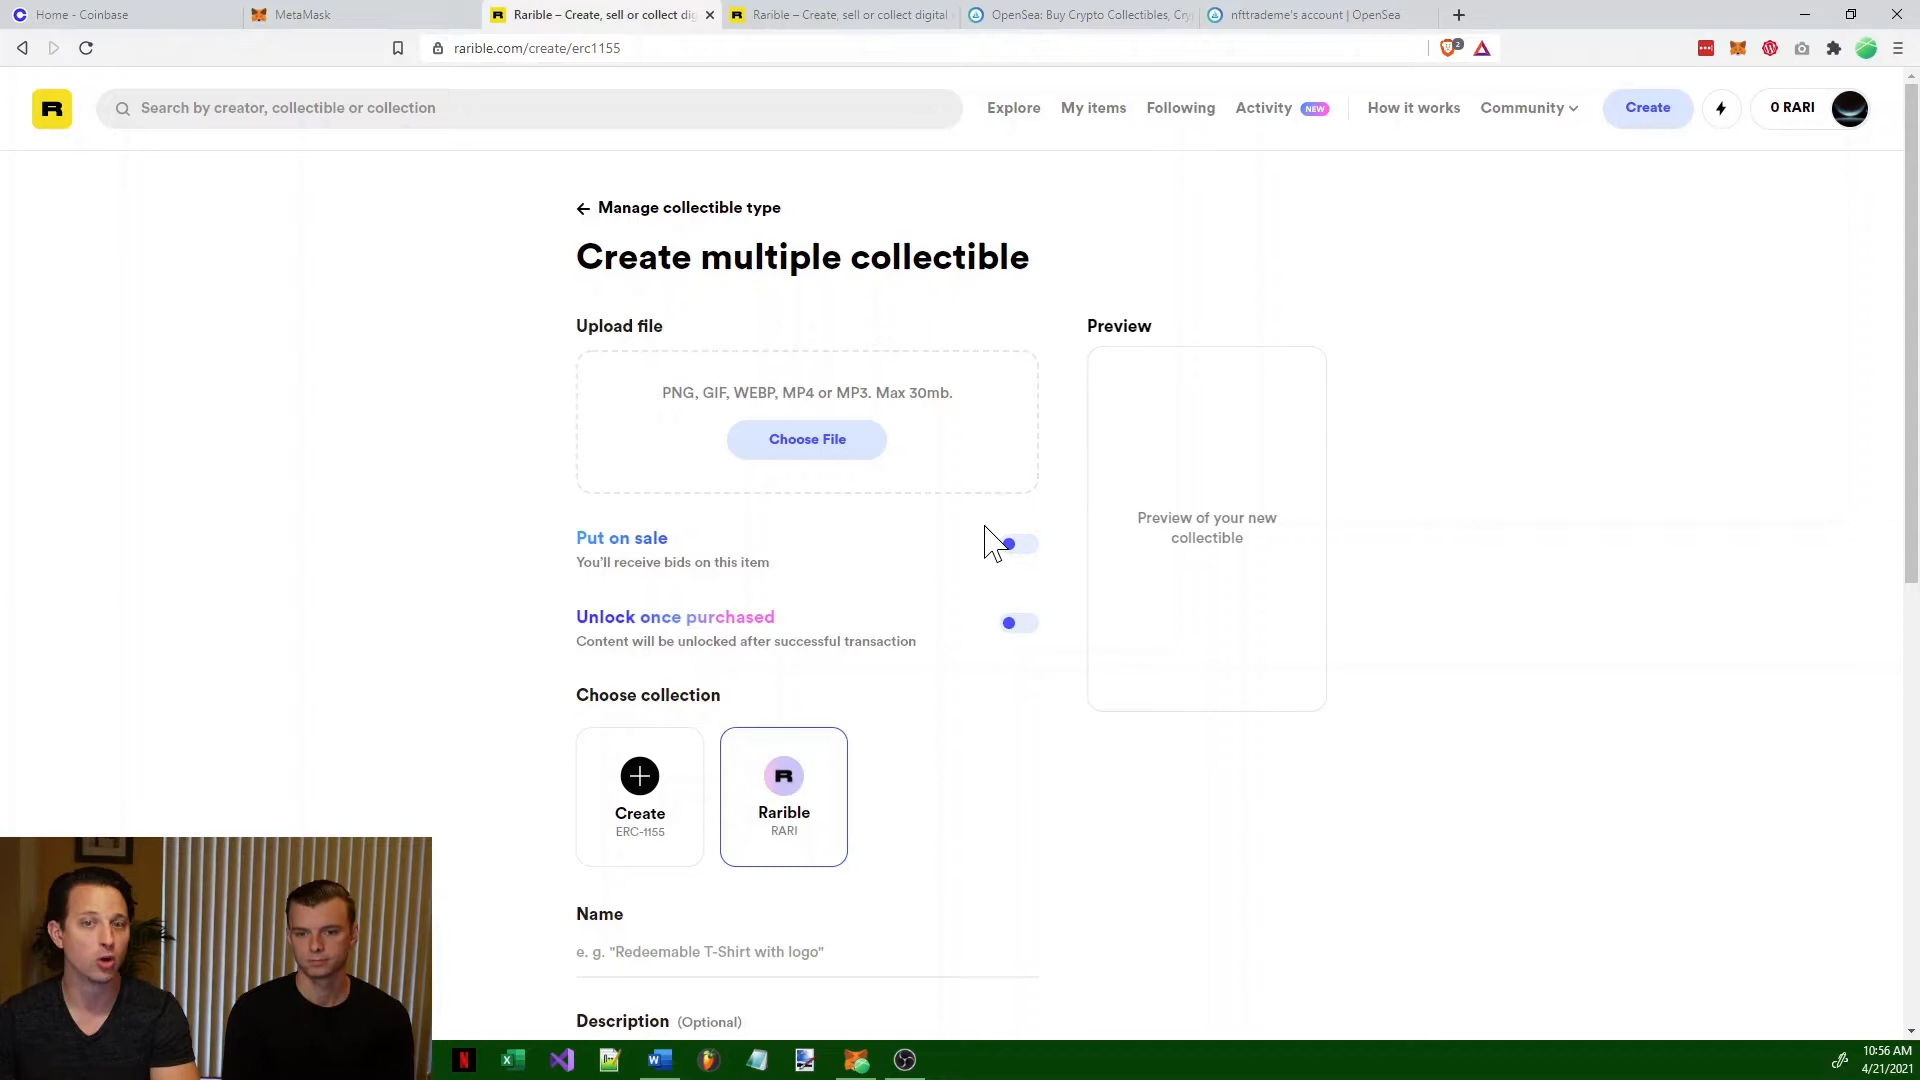 Home - Coinbase
MetaMask
Rarible – Create, sell or collect dig
Rarible – Create, sell or collect digital
OpenSea: Buy Crypto Collectibles, Cry
nfttrademe's account | OpenSea
rarible.com/create/erc1155
2
R
Search by creator, collectible or collection
Explore
My items
Following
Activity NEW
How it works
Community
Create
0 RARI
Manage collectible type
Create multiple collectible
Upload file
Preview
PNG, GIF, WEBP, MP4 or MP3. Max 30mb.
Choose File
Preview of your new
collectible
Put on sale
You'll receive bids on this item
Unlock once purchased
Content will be unlocked after successful transaction
Choose collection
Create
ERC-1155
R
Rarible
RARI
Name
e. g. "Redeemable T-Shirt with logo"
Description (Optional)
10:56 AM
4/21/2021